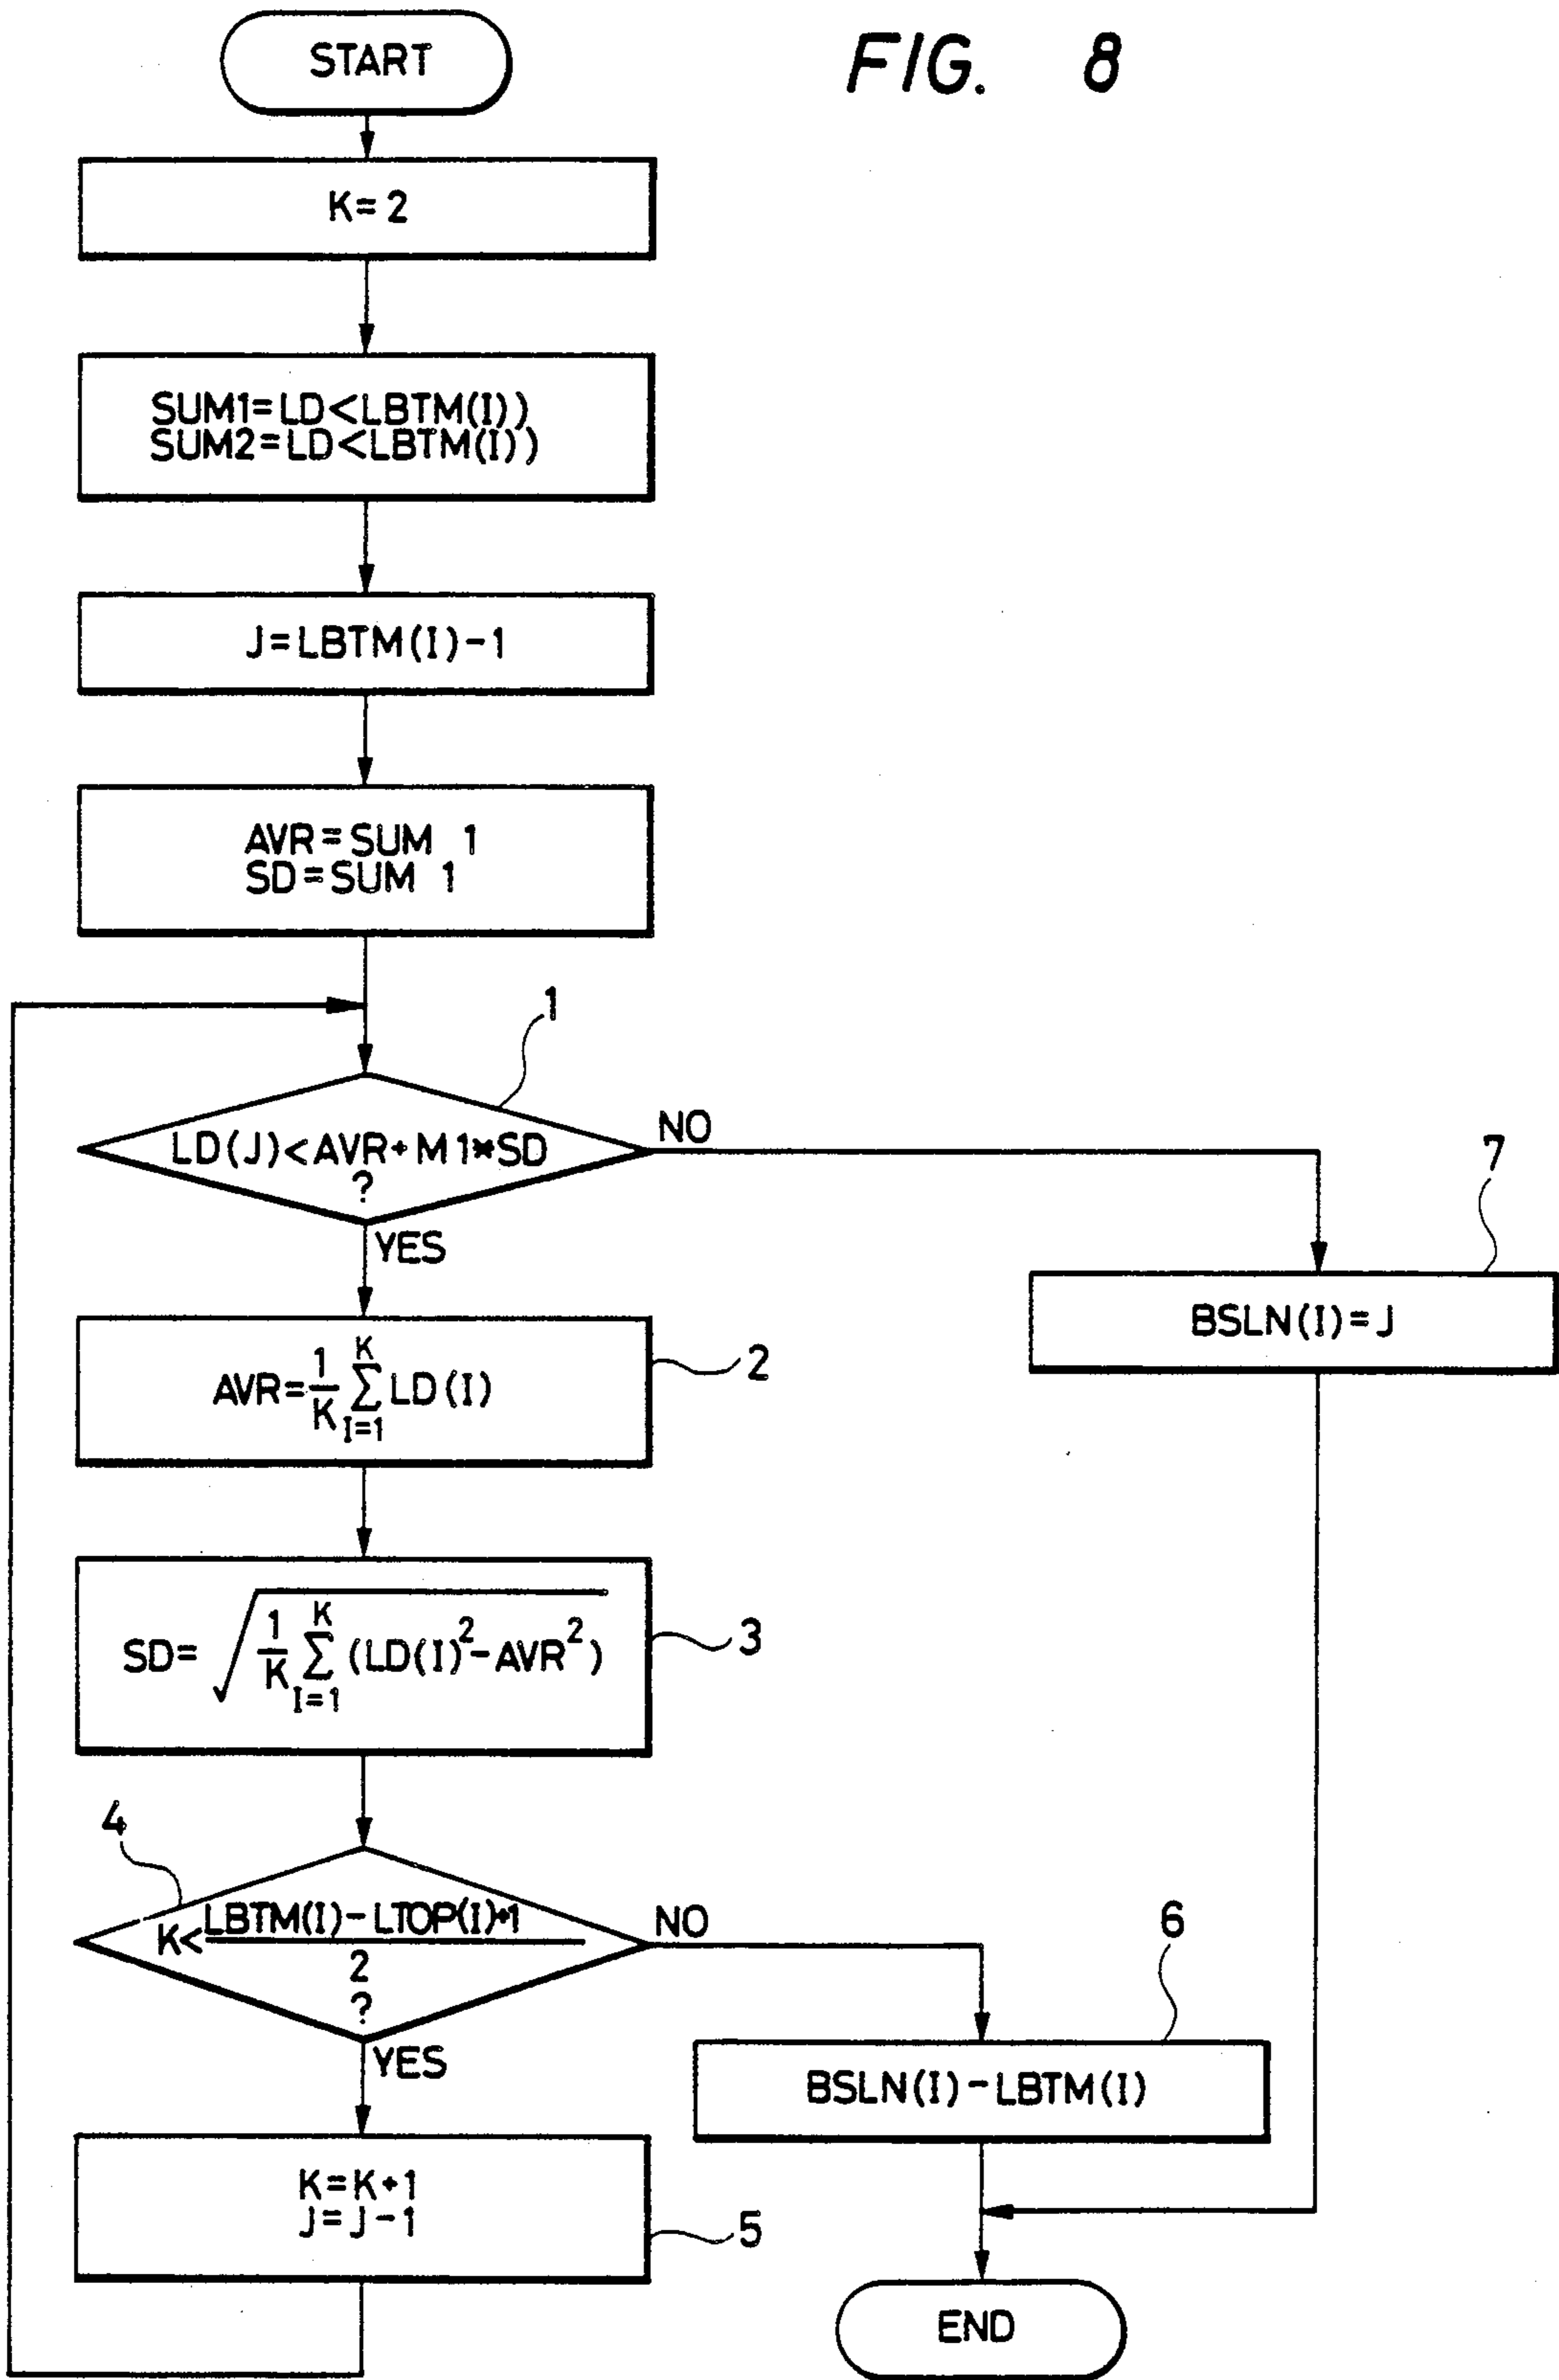 FIG. 8
START
K=2
SUM1=LD<LBTM(I))
SUM2=LD<LBTM(I))
J=LBTM(I)-1
AVR=SUM 1
SD=SUM 1
1
LD(J)<AVR+M1*SD
?
NO
YES
7
BSLN(I)=J
AVR=1/K K∑I=1 LD(I)
2
SD=√1/K K∑I=1 (LD(I)²-AVR²)
3
4
K<LBTM(I)-LTOP(I)+1
2
?
NO
YES
6
BSLN(I)-LBTM(I)
K=K+1
J=J-1
5
END